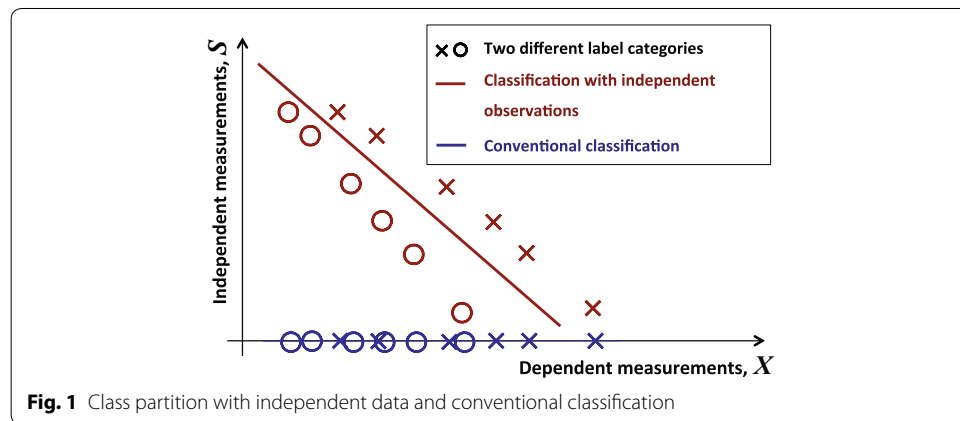 Independent measurements, S
Two different label categories
Classification with independent
observations
Conventional classification
Dependent measurements, X
Fig. 1 Class partition with independent data and conventional classification